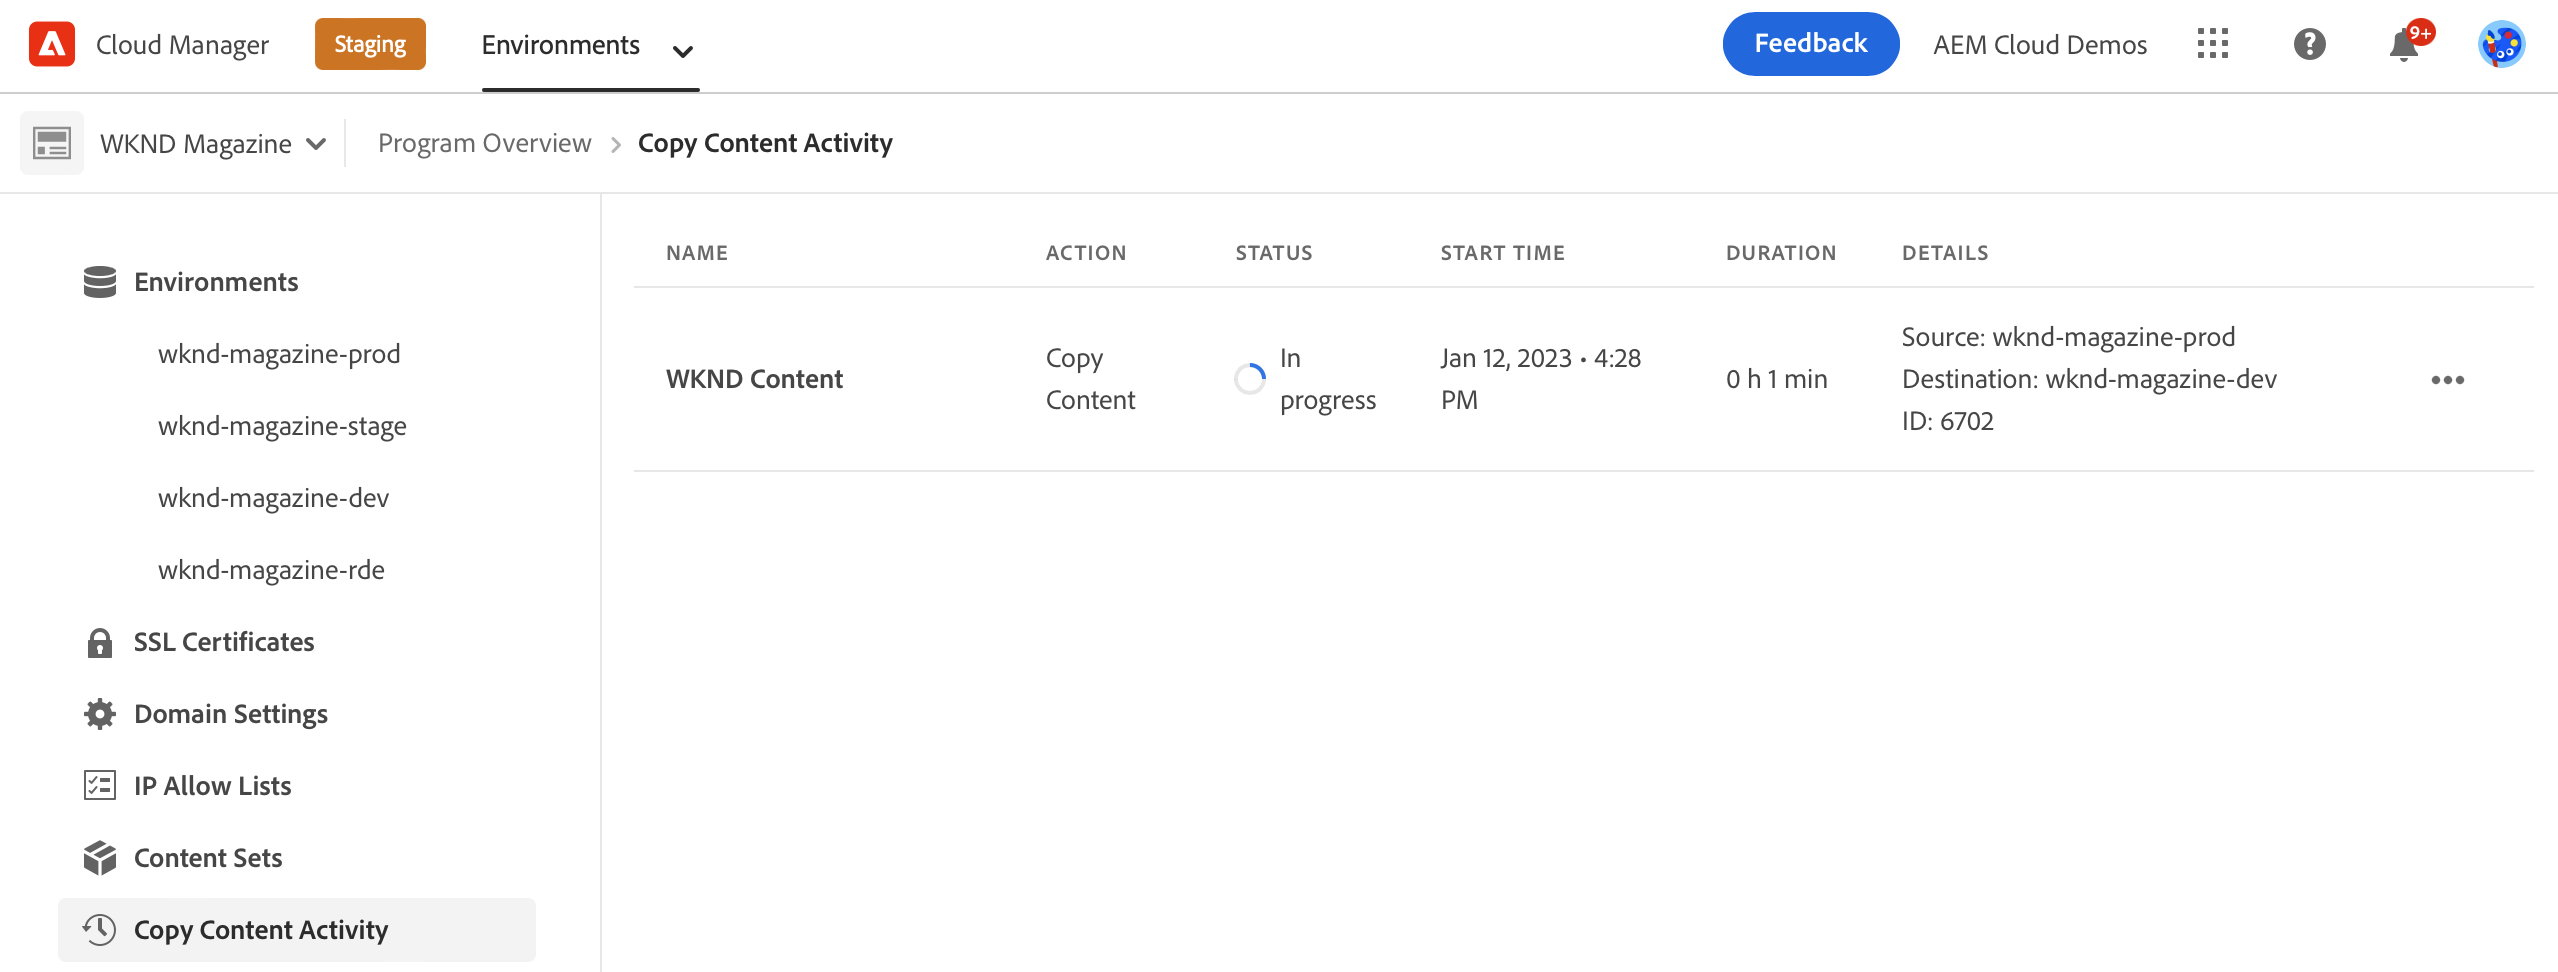 Cloud Manager
Staging
Environments
Feedback
AEM Cloud Demos
9+
WKND Magazine
Program Overview
Copy Content Activity
Environments
wknd-magazine-prod
wknd-magazine-stage
wknd-magazine-dev
wknd-magazine-rde
SSL Certificates
Domain Settings
IP Allow Lists
Content Sets
Copy Content Activity
NAME ACTION STATUS START TIME DURATION DETAILS
WKND Content
Copy
Content
In
progress
Jan 12, 2023 • 4:28
PM
0 h 1 min
Source: wknd-magazine-prod
Destination: wknd-magazine-dev
ID: 6702